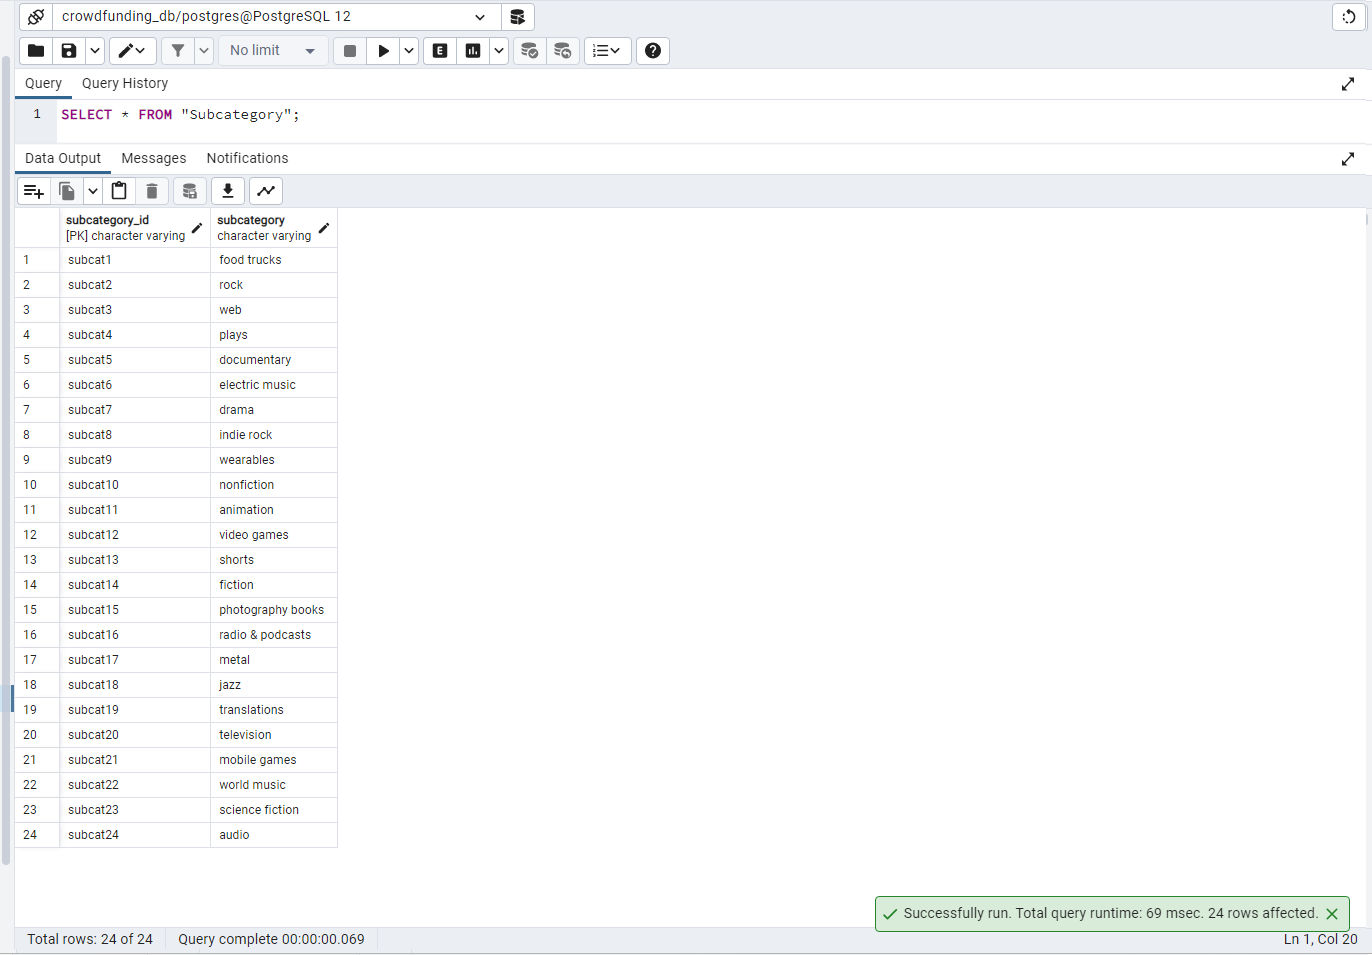 crowdfunding_db/postgres@PostgreSQL 12
No limit
E
Query Query History
1 SELECT * FROM "Subcategory";
Data Output Messages Notifications
subcategory_id subcategory
[PK] character varying character varying
1 subcat1 food trucks
2 subcat2 rock
3 subcat3 web
4 subcat4 plays
5 subcat5 documentary
6 subcat6 electric music
7 subcat7 drama
8 subcat8 indie rock
9 subcat9 wearables
10 subcat10 nonfiction
11 subcat11 animation
12 subcat12 video games
13 subcat13 shorts
14 subcat14 fiction
15 subcat15 photography books
16 subcat16 radio & podcasts
17 subcat17 metal
18 subcat18 jazz
19 subcat19 translations
20 subcat20 television
21 subcat21 mobile games
22 subcat22 world music
23 subcat23 science fiction
24 subcat24 audio
Successfully run. Total query runtime: 69 msec. 24 rows affected.
Total rows: 24 of 24 Query complete 00:00:00.069 Ln 1, Col 20